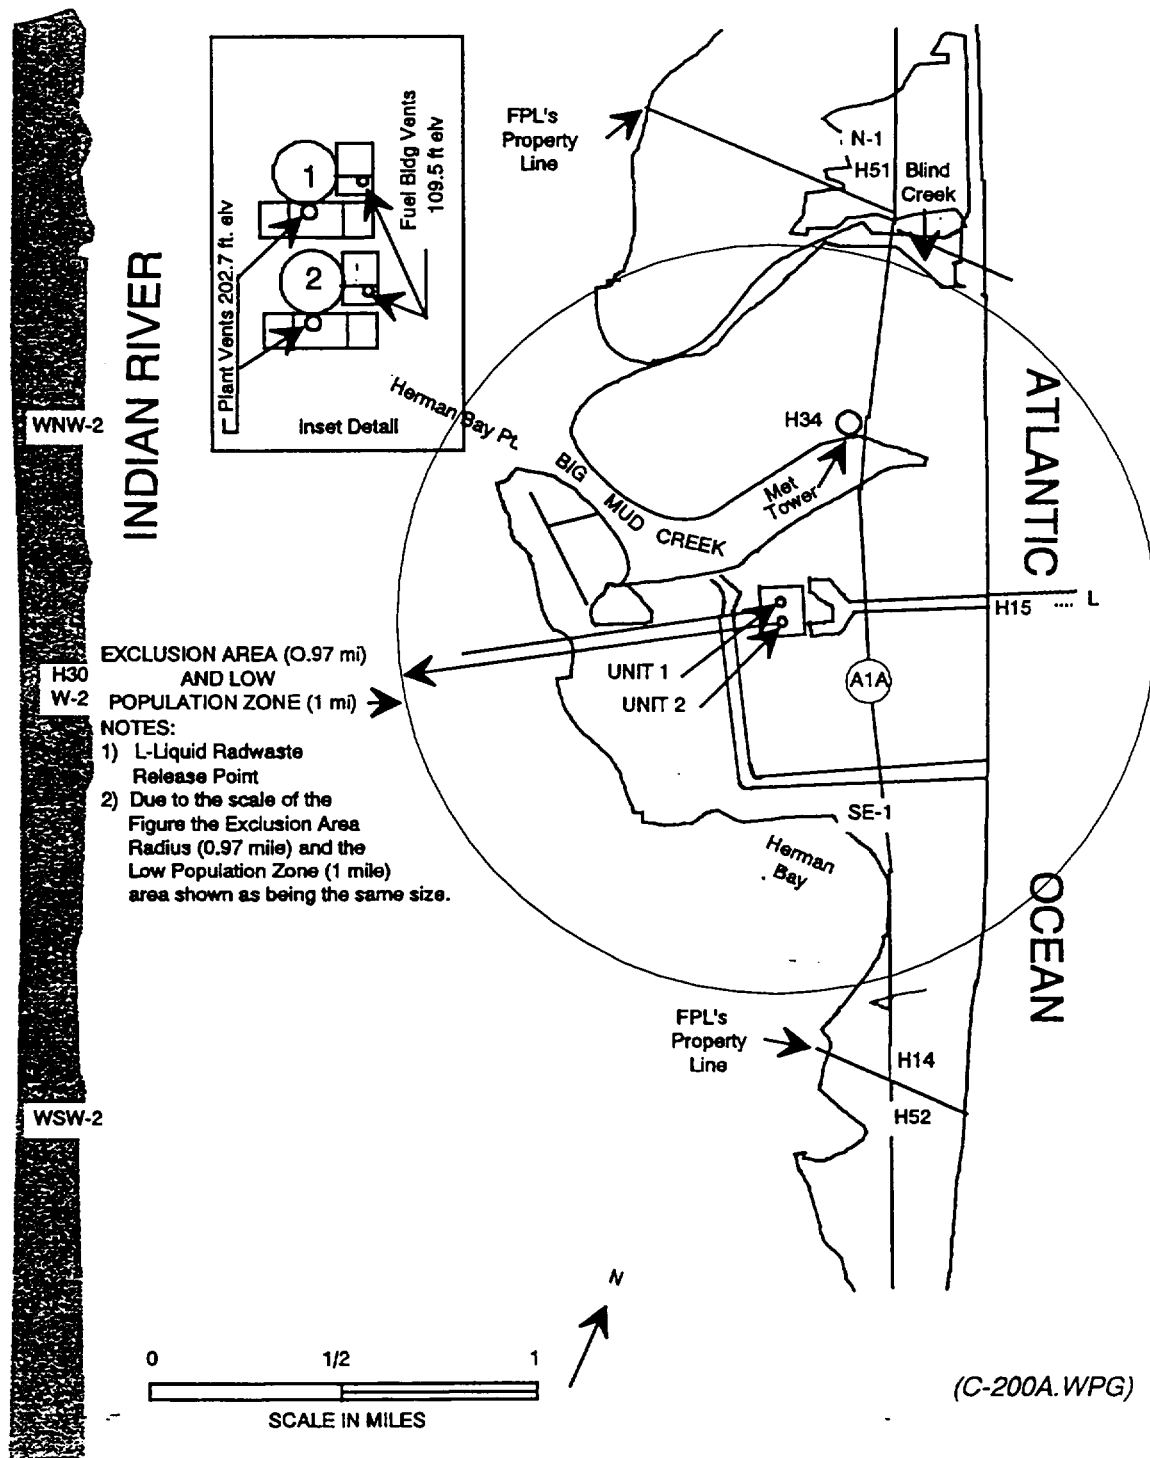 INDIAN RIVER
WNW-2
H30
W-2
WSW-2
1
2
Plant Vents 202.7 ft. elv
Fuel Bldg Vents
109.5 ft elv
Inset Detail
FPL's
Property
Line
N-1
H51
Blind
Creek
Herman Bay Pt.
BIG MUD CREEK
H34
Met
Tower
ATLANTIC
OCEAN
H15
L
UNIT 1
UNIT 2
A1A
EXCLUSION AREA (0.97 mi)
AND LOW
POPULATION ZONE (1 mi)
NOTES:
1) L-Liquid Radwaste
Release Point
2) Due to the scale of the
Figure the Exclusion Area
Radius (0.97 mile) and the
Low Population Zone (1 mile)
area shown as being the same size.
SE-1
Herman
Bay
FPL's
Property
Line
H14
H52
N
0 1/2 1
SCALE IN MILES
(C-200A.WPG)